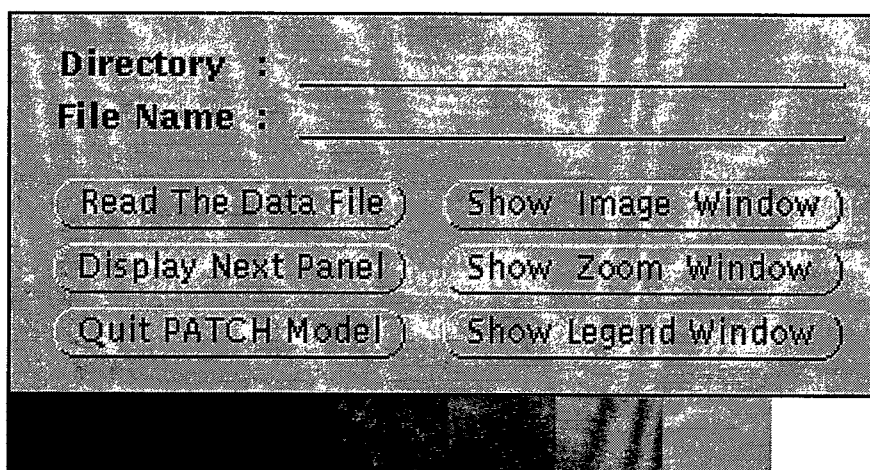 Directory :
File Name :
Read The Data File Show Image Window
Display Next Panel Show Zoom Window
Quit PATCH Model Show Legend Window